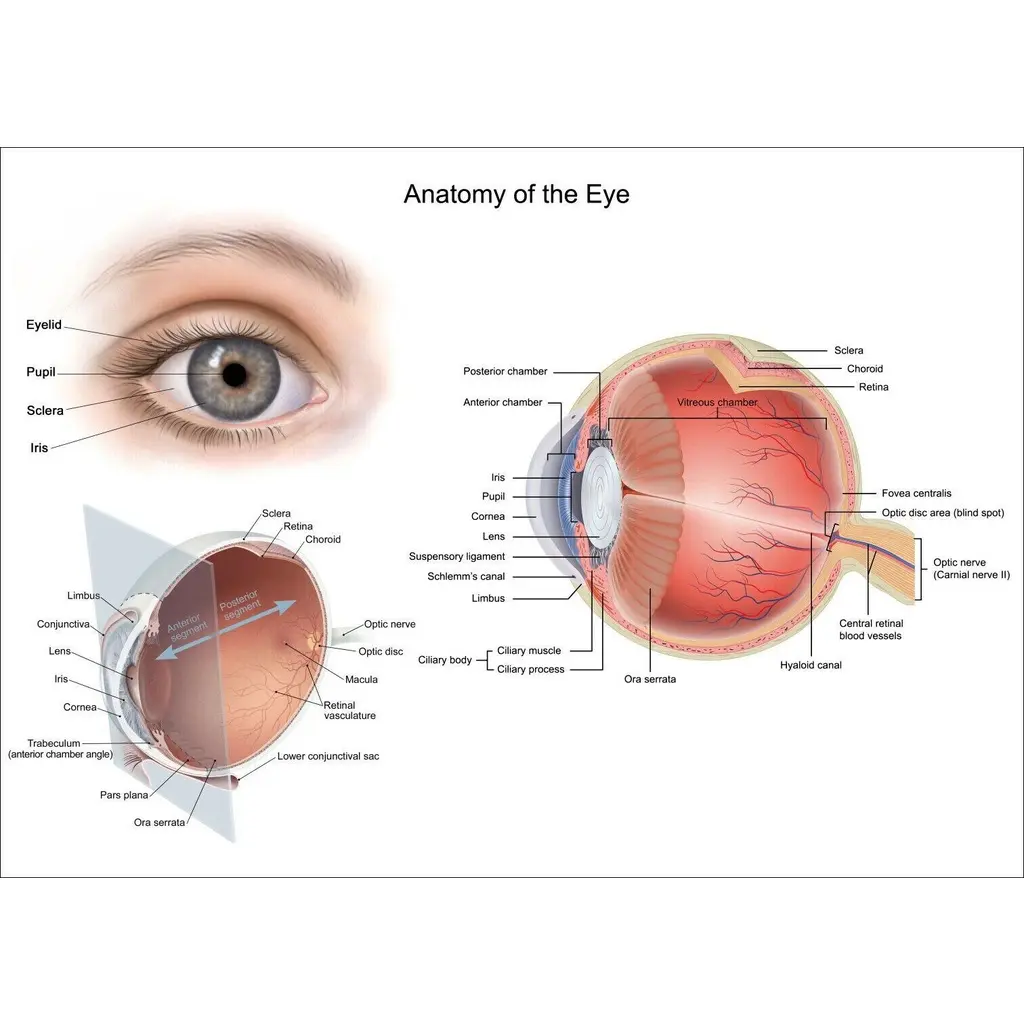 Anatomy of the Eye
Eyelid
Pupil
Sclera
Iris
Sclera
Retina
Choroid
Limbus
Conjunctiva
Lens
Iris
Cornea
Trabeculum
(anterior chamber angle)
Pars plana
Ora serrata
Anterior
segment
Posterior
segment
Optic nerve
Optic disc
Macula
Retinal
vasculature
Lower conjunctival sac
Posterior chamber
Anterior chamber
Iris
Pupil
Cornea
Lens
Suspensory ligament
Schlemm's canal
Limbus
Ciliary body
Ciliary muscle
Ciliary process
Ora serrata
Vitreous chamber
Sclera
Choroid
Retina
Fovea centralis
Optic disc area (blind spot)
Optic nerve
(Carnial nerve II)
Central retinal
blood vessels
Hyaloid canal